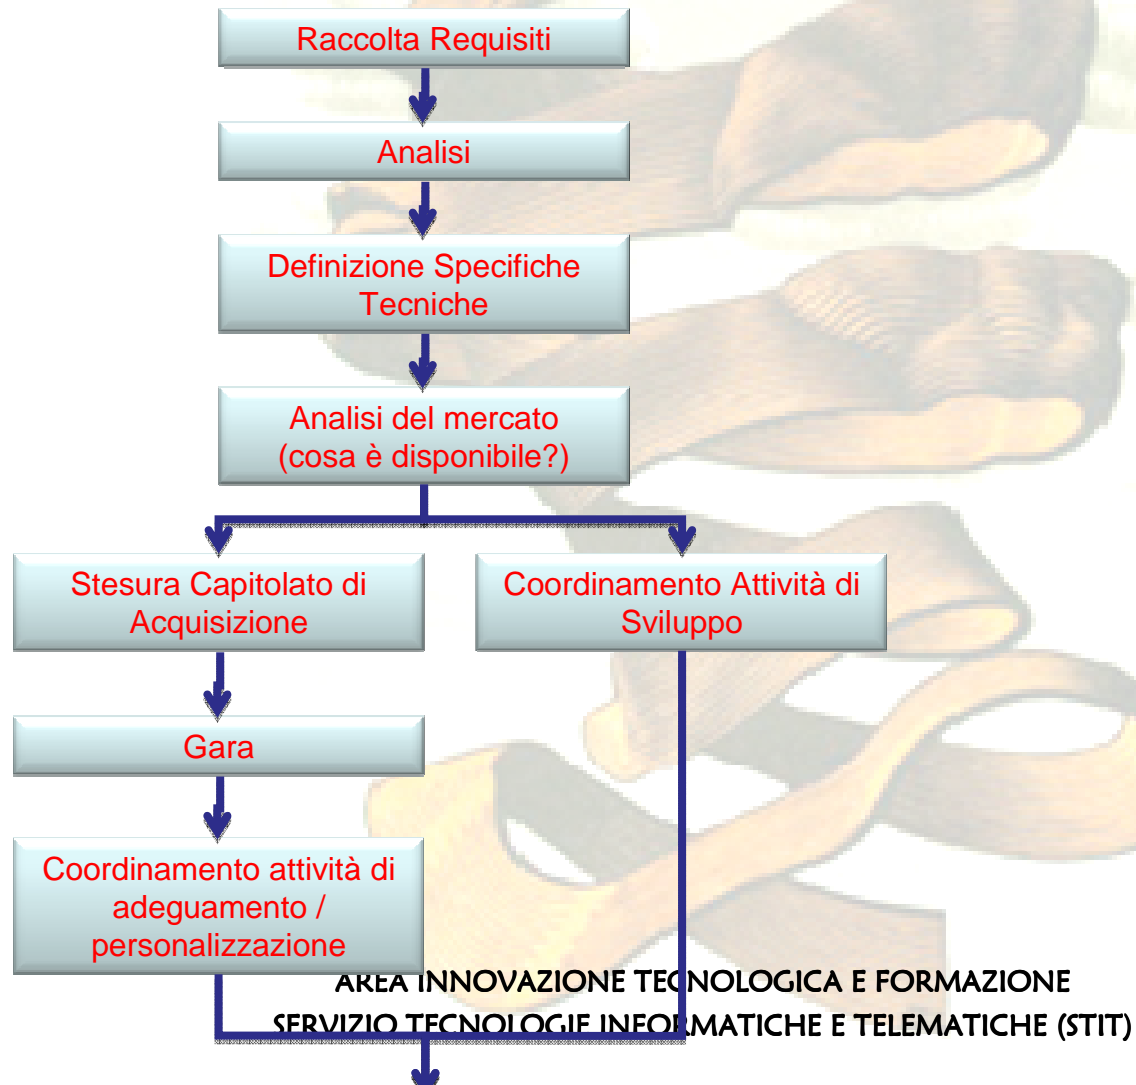 Raccolta Requisiti
Analisi
Definizione Specifiche
Tecniche
Analisi del mercato
(cosa è disponibile?)
Stesura Capitolato di
Acquisizione
Coordinamento Attività di
Sviluppo
Gara
Coordinamento attività di
adeguamento /
personalizzazione
AREA INNOVAZIONE TECNOLOGICA E FORMAZIONE
SERVIZIO TECNOLOGIE INFORMATICHE E TELEMATICHE (STIT)